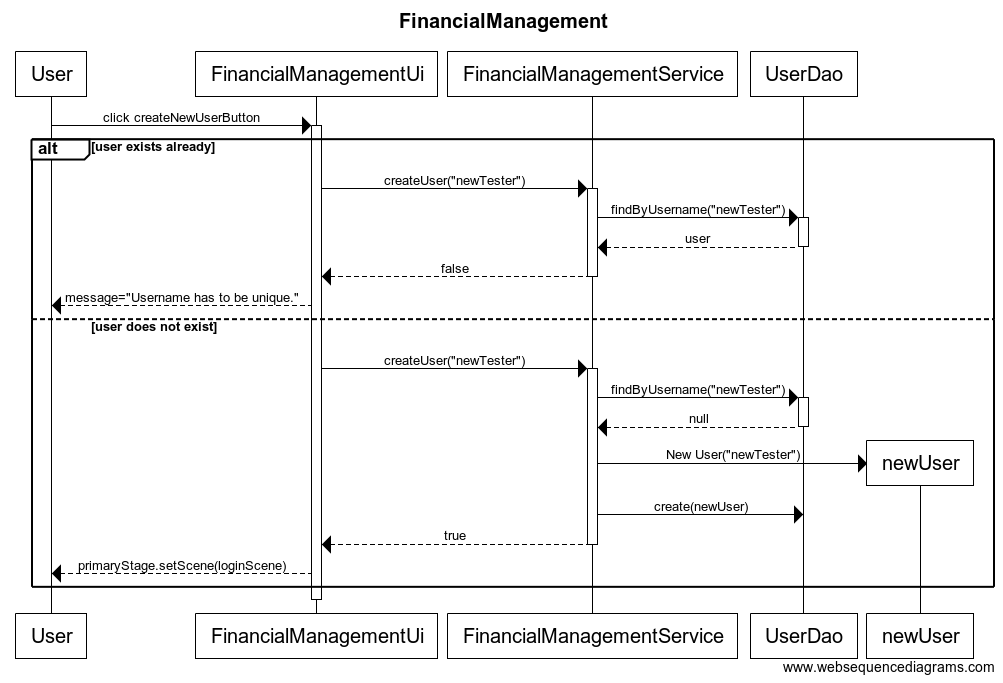 FinancialManagement
User
FinancialManagementUi
FinancialManagementService
UserDao
click createNewUserButton
alt
[user exists already]
createUser("newTester")
findByUsername("newTester")
user
false
message="Username has to be unique."
[user does not exist]
createUser("newTester")
findByUsername("newTester")
null
New User("newTester")
newUser
create(newUser)
true
primaryStage.setScene(loginScene)
User
FinancialManagementUi
FinancialManagementService
UserDao
newUser
www.websequencediagrams.com